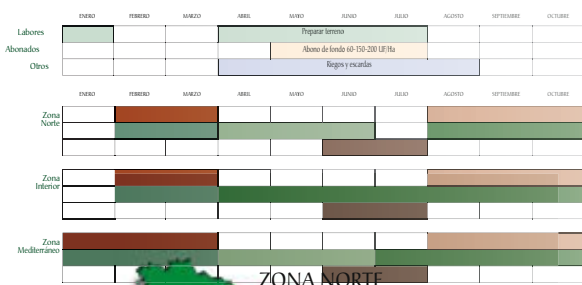 ENERO FEBRERO MARZO ABRIL MAYO JUNIO JULIO AGOSTO SEPTIEMBRE OCTUBRE
Labores Preparar terreno
Abonados Abono de fondo 60-150-200 UF/Ha
Otros Riegos y escardas
ENERO FEBRERO MARZO ABRIL MAYO JUNIO JULIO AGOSTO SEPTIEMBRE OCTUBRE
Zona
Norte
Zona
Interior
Zona
Mediterráneo
ZONA NORTE